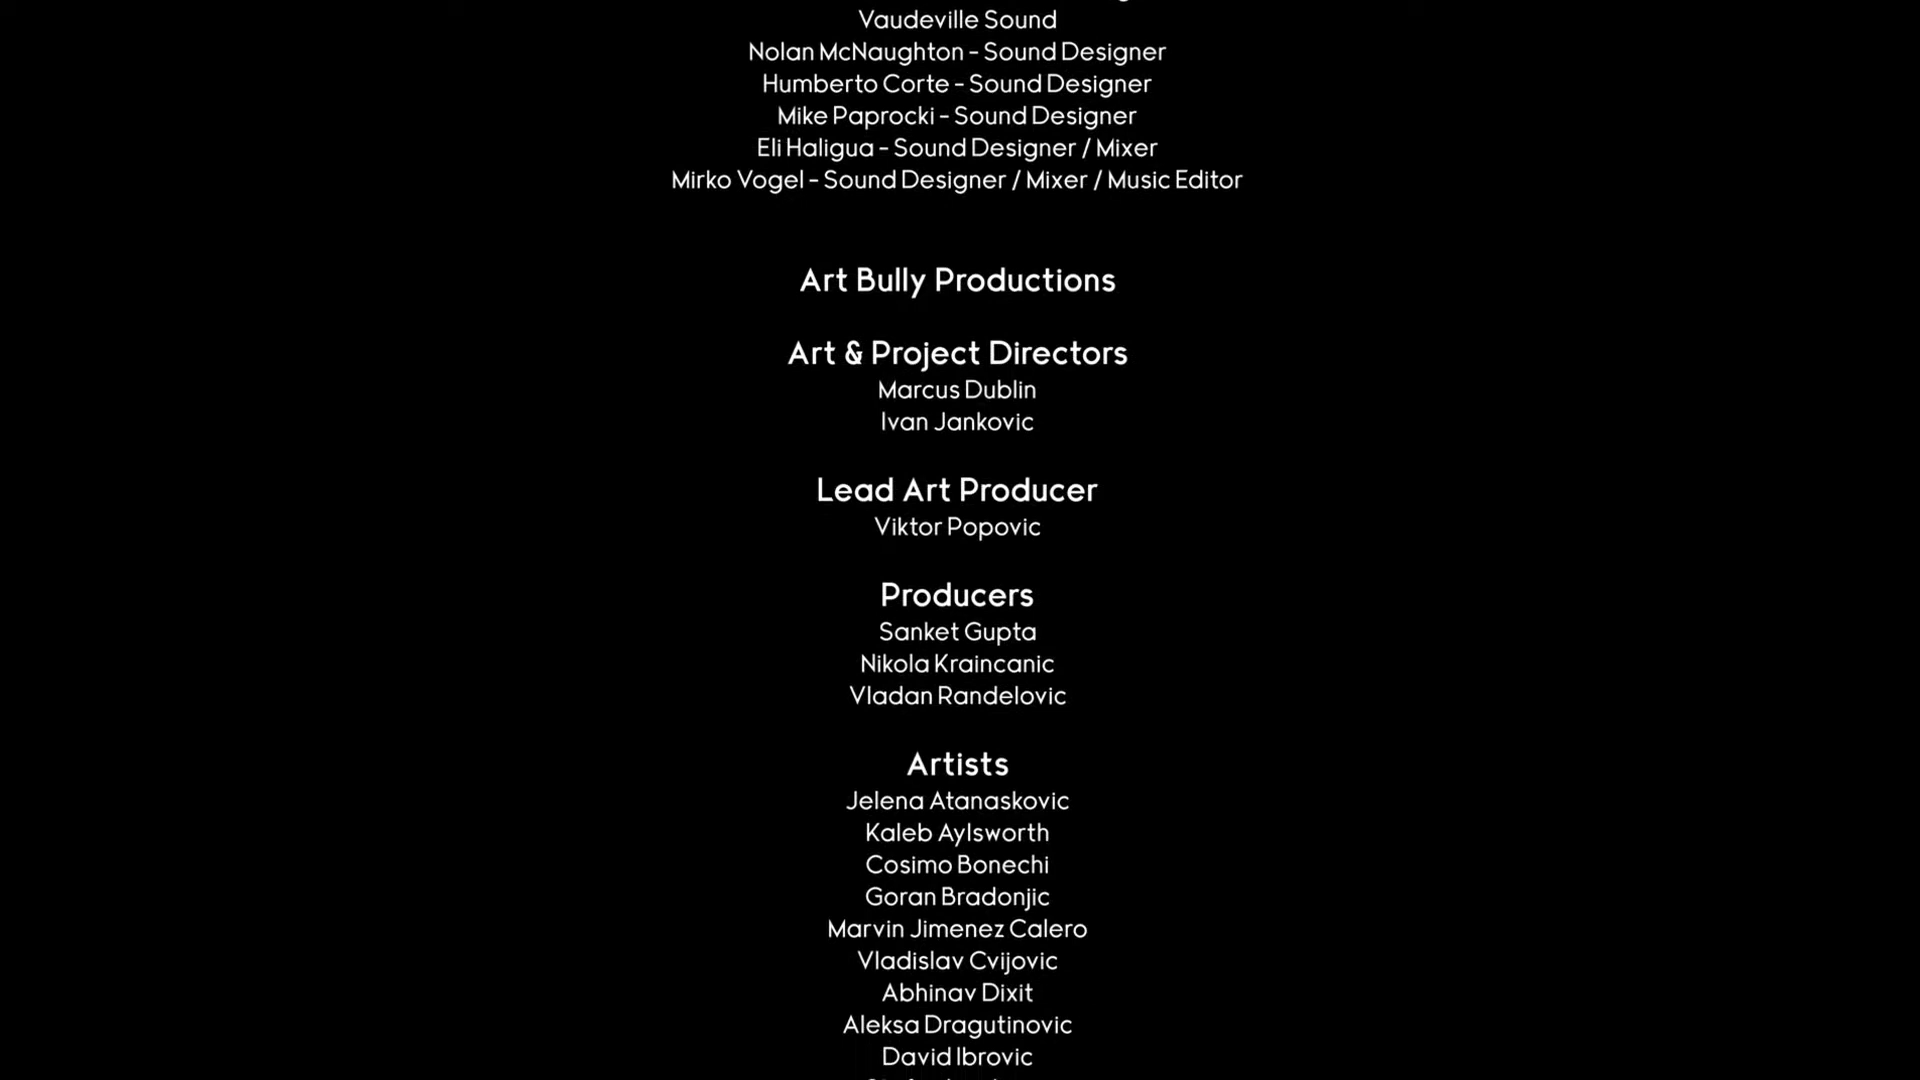 Vaudeville Sound
Nolan McNaughton - Sound Designer
Humberto Corte - Sound Designer
Mike Paprocki - Sound Designer
Eli Haligua - Sound Designer / Mixer
Mirko Vogel - Sound Designer / Mixer / Music Editor
Art Bully Productions
Art & Project Directors
Marcus Dublin
Ivan Jankovic
Lead Art Producer
Viktor Popovic
Producers
Sanket Gupta
Nikola Kraincanic
Vladan Randelovic
Artists
Jelena Atanaskovic
Kaleb Aylsworth
Cosimo Bonechi
Goran Bradonjic
Marvin Jimenez Calero
Vladislav Cvijovic
Abhinav Dixit
Aleksa Dragutinovic
David Ibrovic